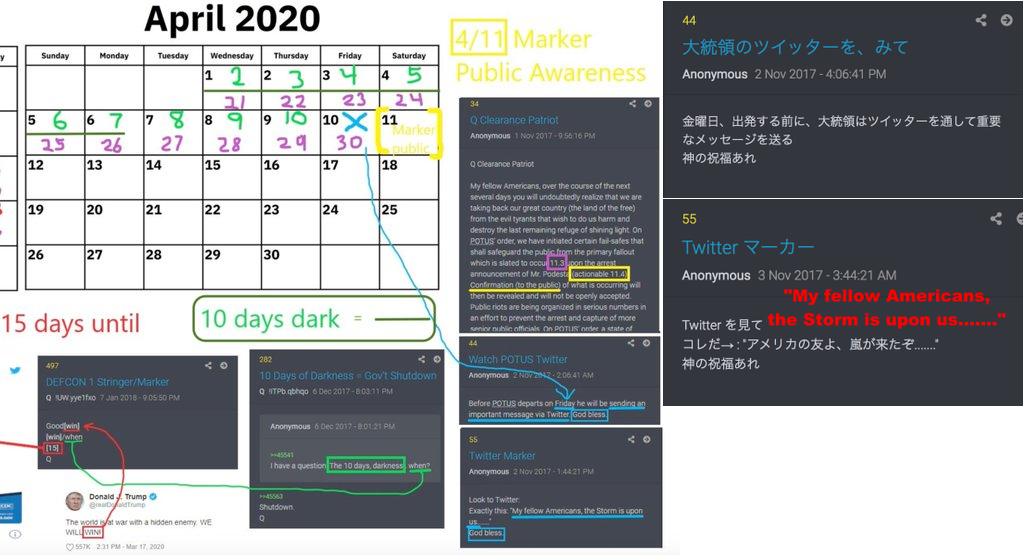 April 2020
Sunday Monday Tuesday Wednesday Thursday Friday Saturday
1 2 2 3 3 4 4 5
21 22 23 24
5 6 6 7 7 8 8 9 9 10 10 X 11
25 26 27 28 29 30
Marker
public
12 13 14 15 16 17 18
19 20 21 22 23 24 25
26 27 28 29 30
15 days until
10 days dark =
4/11 Marker
Public Awareness
497
DEFCON 1 Stringer/Marker
Q !UW.yye1fxo 7 Jan 2018 - 9:05:50 PM
Good[win]
[win]/when
[15]
Q
Donald J. Trump
@realDonaldTrump
The world is at war with a hidden enemy. WE
WILL WIN!
557K 2:31 PM - Mar 17, 2020
282
10 Days of Darkness = Gov't Shutdown
Q !ITPb.qbhqo 6 Dec 2017 - 8:03:11 PM
Anonymous 6 Dec 2017 - 8:01:21 PM
>>45541
I have a question. The 10 days, darkness, when?
>>45563
Shutdown.
Q
34
Q Clearance Patriot
Anonymous 1 Nov 2017 - 9:56:16 PM
Q Clearance Patriot
My fellow Americans, over the course of the next
several days you will undoubtedly realize that we are
taking back our great country (the land of the free)
from the evil tyrants that wish to do us harm and
destroy the last remaining refuge of shining light. On
POTUS' order, we have initiated certain fail-safes that
shall safeguard the public from the primary fallout
which is slated to occur 11.3 upon the arrest
announcement of Mr. Podesta (actionable 11.4).
Confirmation (to the public) of what is occurring will
then be revealed and will not be openly accepted.
Public riots are being organized in serious numbers in
an effort to prevent the arrest and capture of more
senior public officials. On POTUS' order, a state of
44
Watch POTUS Twitter
Anonymous 2 Nov 2017 - 2:06:41 AM
Before POTUS departs on Friday he will be sending an
important message via Twitter. God bless.
55
Twitter Marker
Anonymous 2 Nov 2017 - 1:44:21 PM
Look to Twitter:
Exactly this: "My fellow Americans, the Storm is upon
us......."
God bless.
44
大統領のツイッターを、みて
Anonymous 2 Nov 2017 - 4:06:41 PM
金曜日、出発する前に、大統領はツイッターを通して重要
なメッセージを送る
神の祝福あれ
55
Twitter マーカー
Anonymous 3 Nov 2017 - 3:44:21 AM
"My fellow Americans,
the Storm is upon us......."
Twitter を見て
コレだ→ : "アメリカの友よ、嵐が来たぞ......"
神の祝福あれ